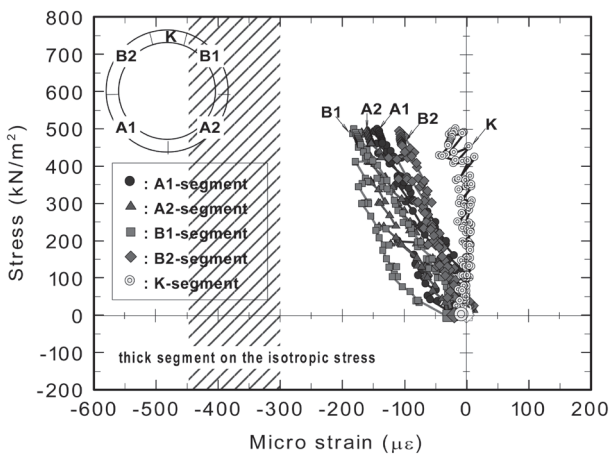 800
700
600
500
400
300
200
100
0
-100
-200
Stress (kN/m²)
K
B2 B1
A1 A2
: A1-segment
: A2-segment
: B1-segment
: B2-segment
: K-segment
B1 A2 A1 B2 K
thick segment on the isotropic stress
-600 -500 -400 -300 -200 -100 0 100 200
Micro strain (με)